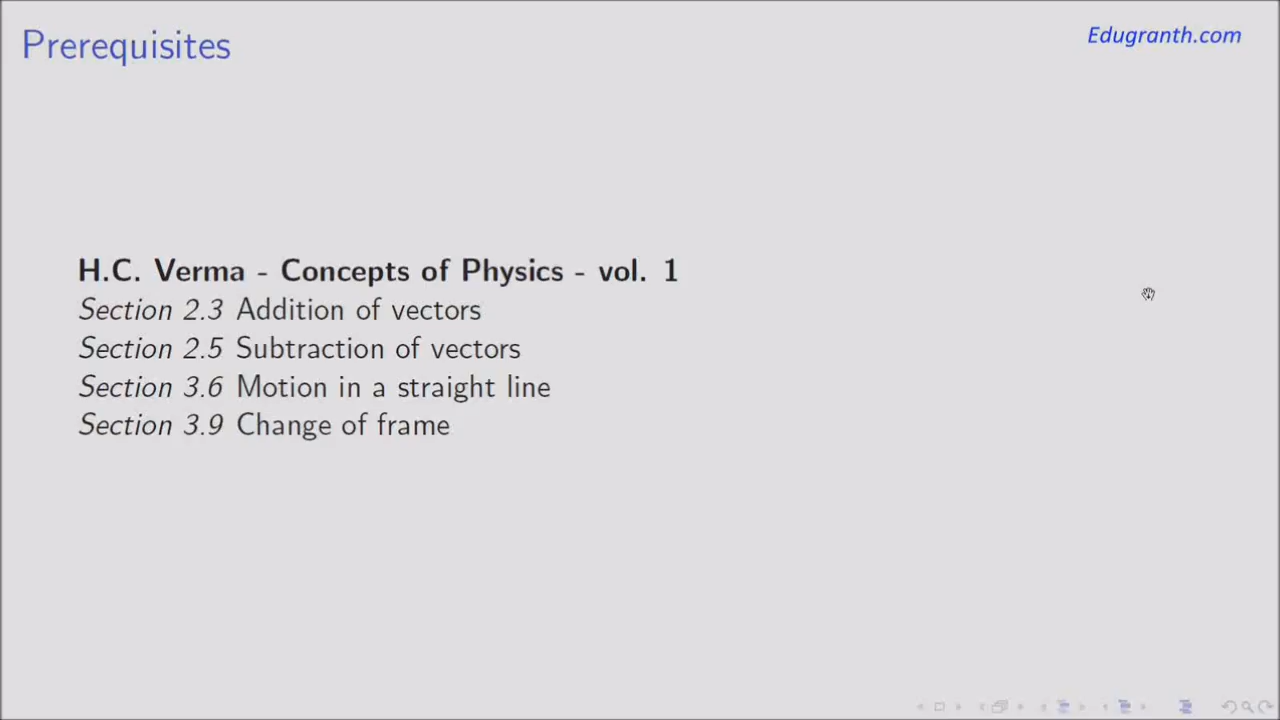 Prerequisites
Edugranth.com
H.C. Verma - Concepts of Physics - vol. 1
Section 2.3 Addition of vectors
Section 2.5 Subtraction of vectors
Section 3.6 Motion in a straight line
Section 3.9 Change of frame